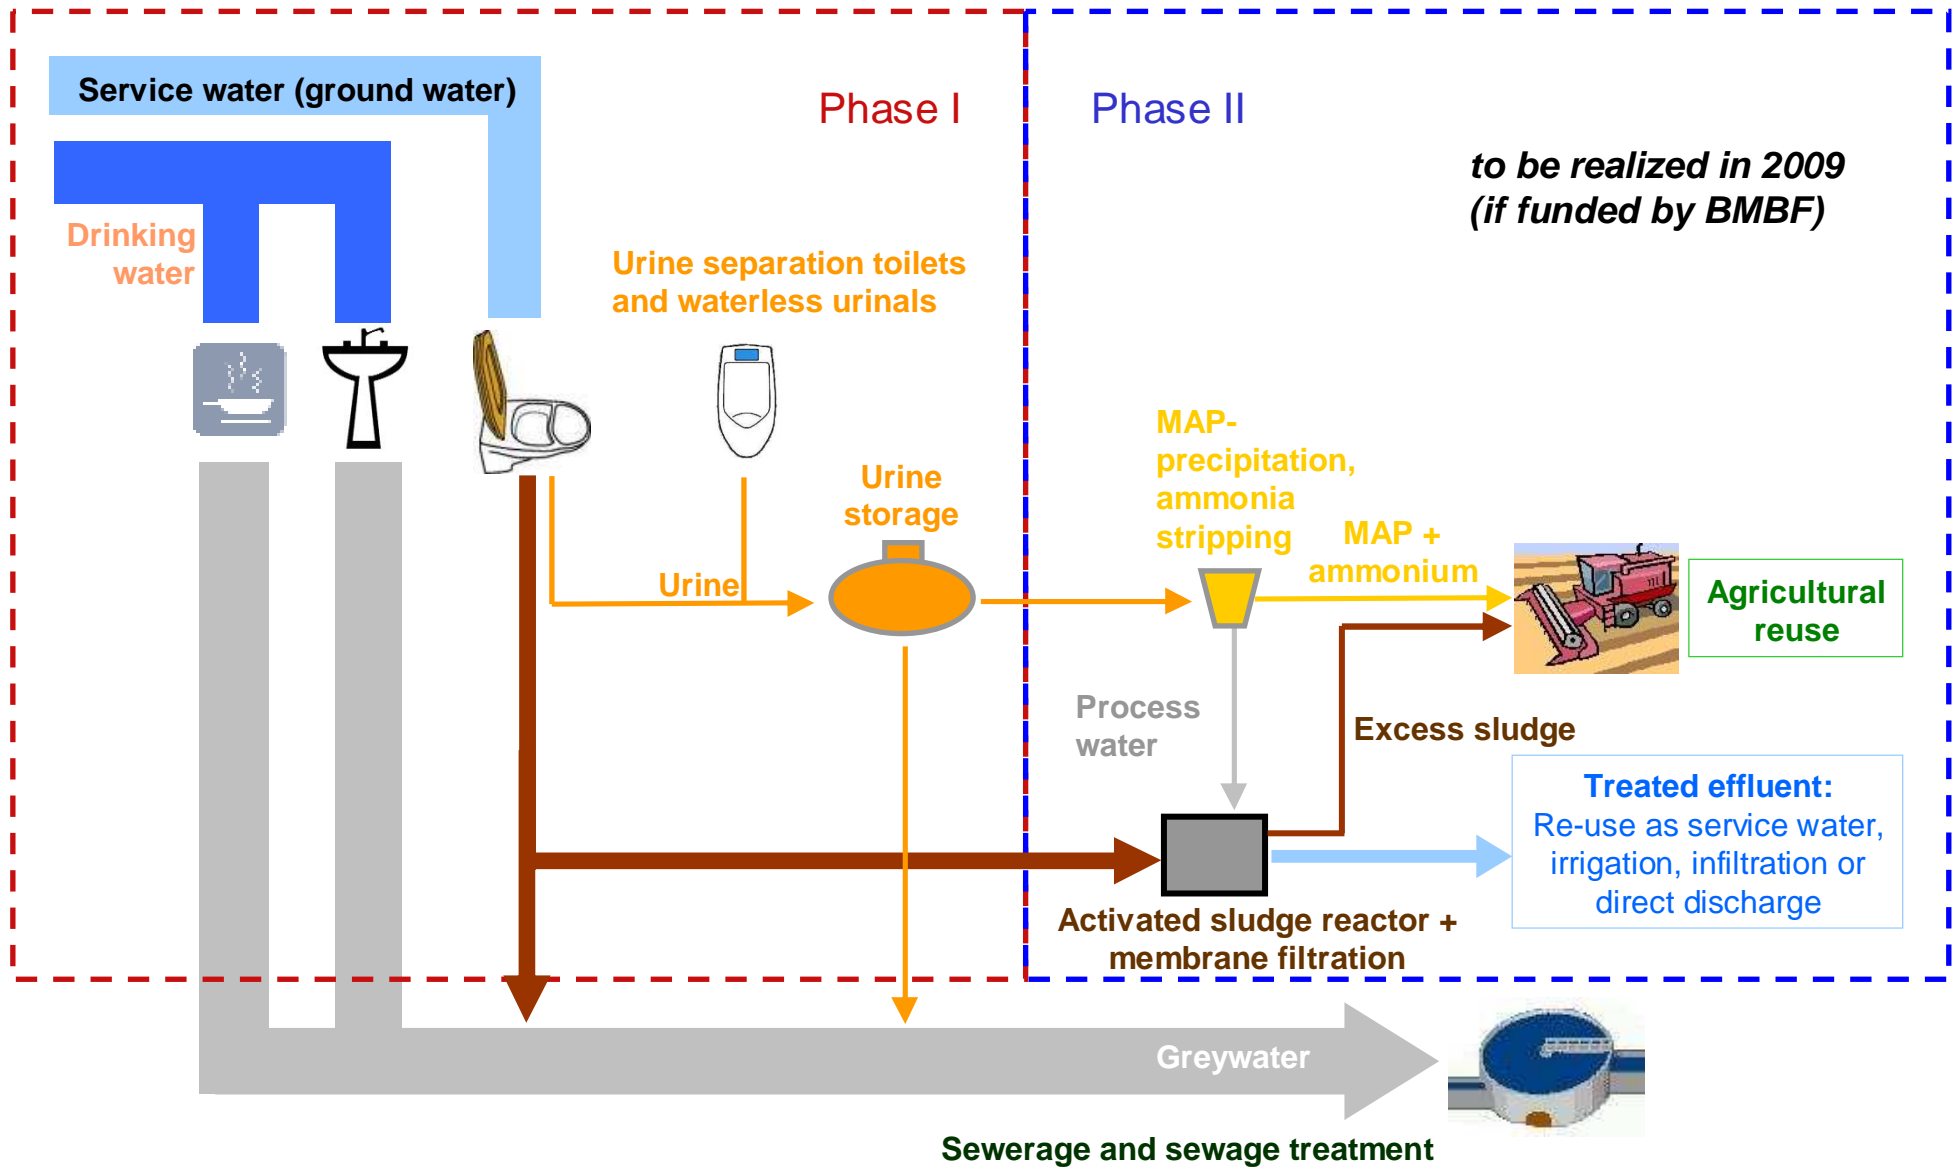 Service water (ground water)
Phase I
Phase II
to be realized in 2009
(if funded by BMBF)
Drinking
water
Urine separation toilets
and waterless urinals
Urine
storage
Urine
MAP-
precipitation,
ammonia
stripping
MAP +
ammonium
Agricultural
reuse
Process
water
Excess sludge
Treated effluent:
Re-use as service water,
irrigation, infiltration or
direct discharge
Activated sludge reactor +
membrane filtration
Greywater
Sewerage and sewage treatment